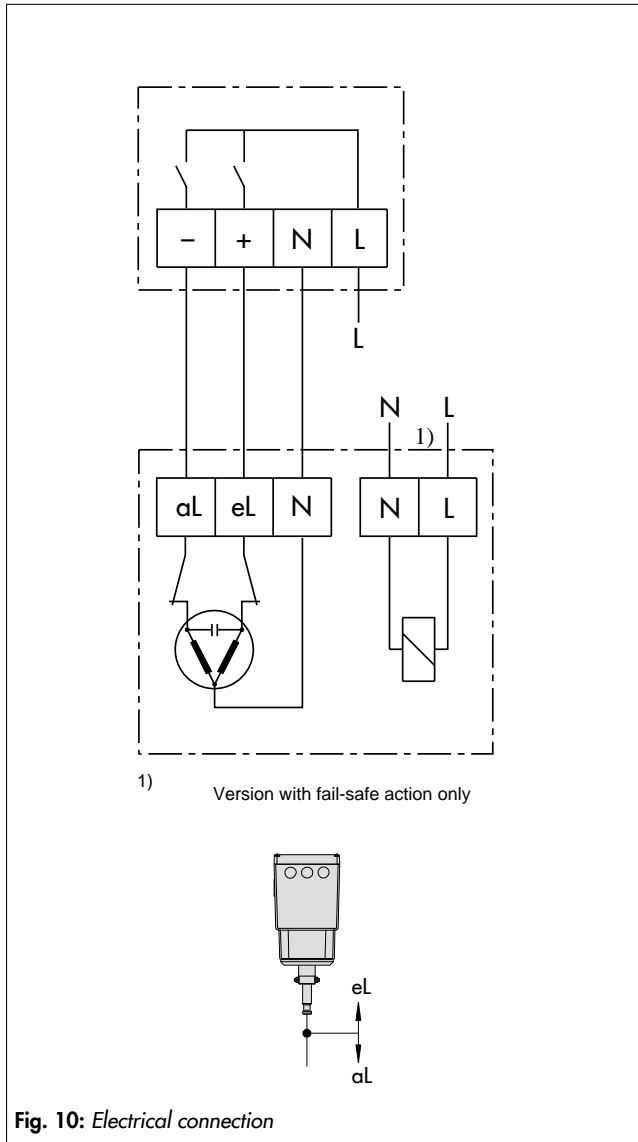 – + N L
L
N L
1)
aL eL N N L
1) Version with fail-safe action only
eL
aL
Fig. 10: Electrical connection